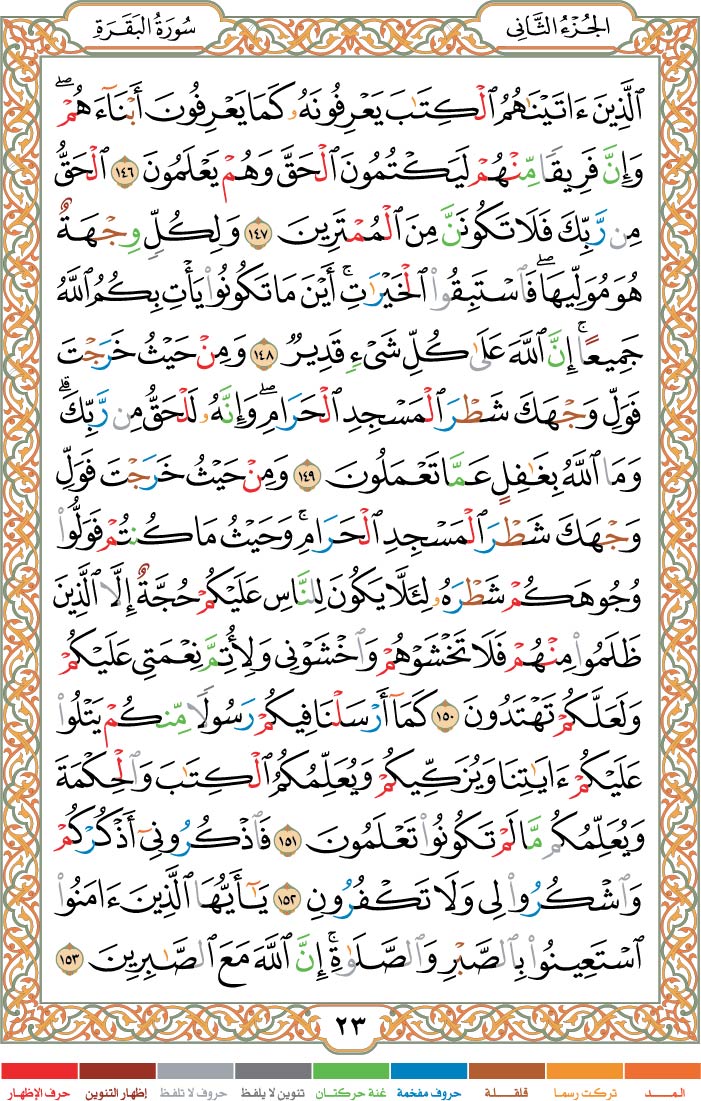 الجُزْءُ الثَّانِى
سُورَةُ البَقَرَةِ
ٱلَّذِينَ ءَاتَيْنَٰهُمُ ٱلْكِتَٰبَ يَعْرِفُونَهُۥ كَمَا يَعْرِفُونَ أَبْنَآءَهُمْ ۖ
وَإِنَّ فَرِيقًا مِّنْهُمْ لَيَكْتُمُونَ ٱلْحَقَّ وَهُمْ يَعْلَمُونَ ١٤٦ ٱلْحَقُّ
مِن رَّبِّكَ فَلَا تَكُونَنَّ مِنَ ٱلْمُمْتَرِينَ ١٤٧ وَلِكُلٍّ وِجْهَةٌ
هُوَ مُوَلِّيهَا ۖ فَٱسْتَبِقُوا۟ ٱلْخَيْرَٰتِ ۚ أَيْنَ مَا تَكُونُوا۟ يَأْتِ بِكُمُ ٱللَّهُ
جَمِيعًا ۚ إِنَّ ٱللَّهَ عَلَىٰ كُلِّ شَىْءٍ قَدِيرٌ ١٤٨ وَمِنْ حَيْثُ خَرَجْتَ
فَوَلِّ وَجْهَكَ شَطْرَ ٱلْمَسْجِدِ ٱلْحَرَامِ ۖ وَإِنَّهُۥ لَلْحَقُّ مِن رَّبِّكَ ۗ
وَمَا ٱللَّهُ بِغَٰفِلٍ عَمَّا تَعْمَلُونَ ١٤٩ وَمِنْ حَيْثُ خَرَجْتَ فَوَلِّ
وَجْهَكَ شَطْرَ ٱلْمَسْجِدِ ٱلْحَرَامِ ۚ وَحَيْثُ مَا كُنتُمْ فَوَلُّوا۟
وُجُوهَكُمْ شَطْرَهُۥ لِئَلَّا يَكُونَ لِلنَّاسِ عَلَيْكُمْ حُجَّةٌ إِلَّا ٱلَّذِينَ
ظَلَمُوا۟ مِنْهُمْ فَلَا تَخْشَوْهُمْ وَٱخْشَوْنِى وَلِأُتِمَّ نِعْمَتِى عَلَيْكُمْ
وَلَعَلَّكُمْ تَهْتَدُونَ ١٥٠ كَمَآ أَرْسَلْنَا فِيكُمْ رَسُولًا مِّنكُمْ يَتْلُوا۟
عَلَيْكُمْ ءَايَٰتِنَا وَيُزَكِّيكُمْ وَيُعَلِّمُكُمُ ٱلْكِتَٰبَ وَٱلْحِكْمَةَ
وَيُعَلِّمُكُم مَّا لَمْ تَكُونُوا۟ تَعْلَمُونَ ١٥١ فَٱذْكُرُونِىٓ أَذْكُرْكُمْ
وَٱشْكُرُوا۟ لِى وَلَا تَكْفُرُونِ ١٥٢ يَٰٓأَيُّهَا ٱلَّذِينَ ءَامَنُوا۟
ٱسْتَعِينُوا۟ بِٱلصَّبْرِ وَٱلصَّلَوٰةِ ۚ إِنَّ ٱللَّهَ مَعَ ٱلصَّٰبِرِينَ ١٥٣
٢٣
المــــد تركت رسما قلقـــلة حروف مفخمة غنة حركتان تنوين لا يلفظ حروف لا تلفظ إظهار التنوين حرف الإظهار